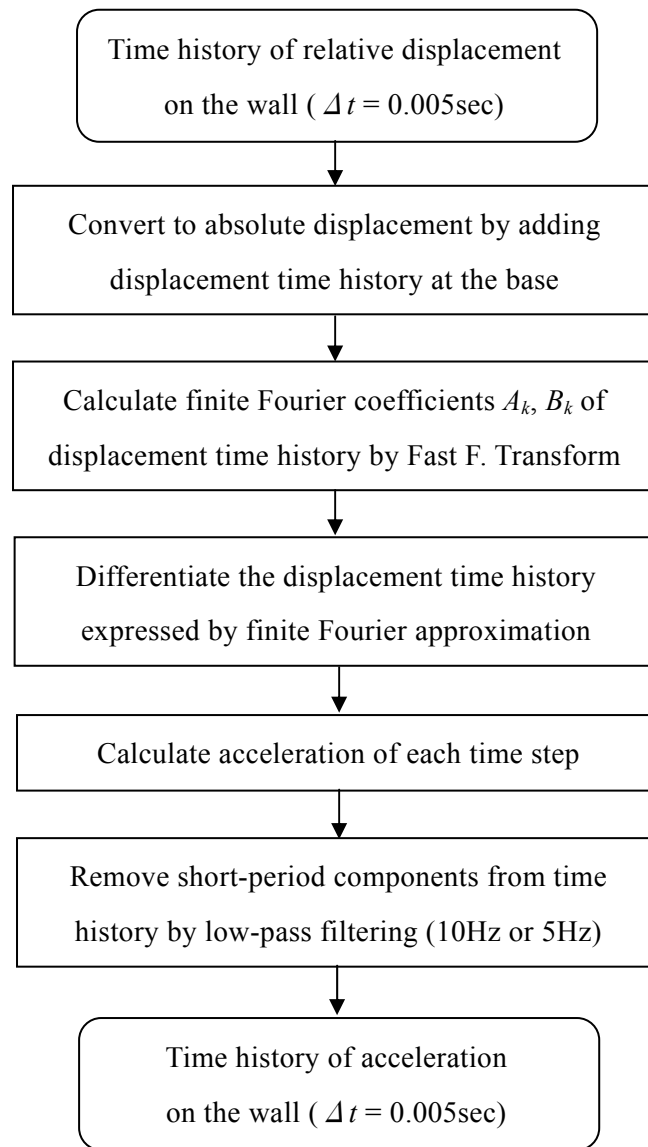 Time history of relative displacement
on the wall ( Δt = 0.005sec)
Convert to absolute displacement by adding
displacement time history at the base
Calculate finite Fourier coefficients Ak, Bk of
displacement time history by Fast F. Transform
Differentiate the displacement time history
expressed by finite Fourier approximation
Calculate acceleration of each time step
Remove short-period components from time
history by low-pass filtering (10Hz or 5Hz)
Time history of acceleration
on the wall ( Δt = 0.005sec)